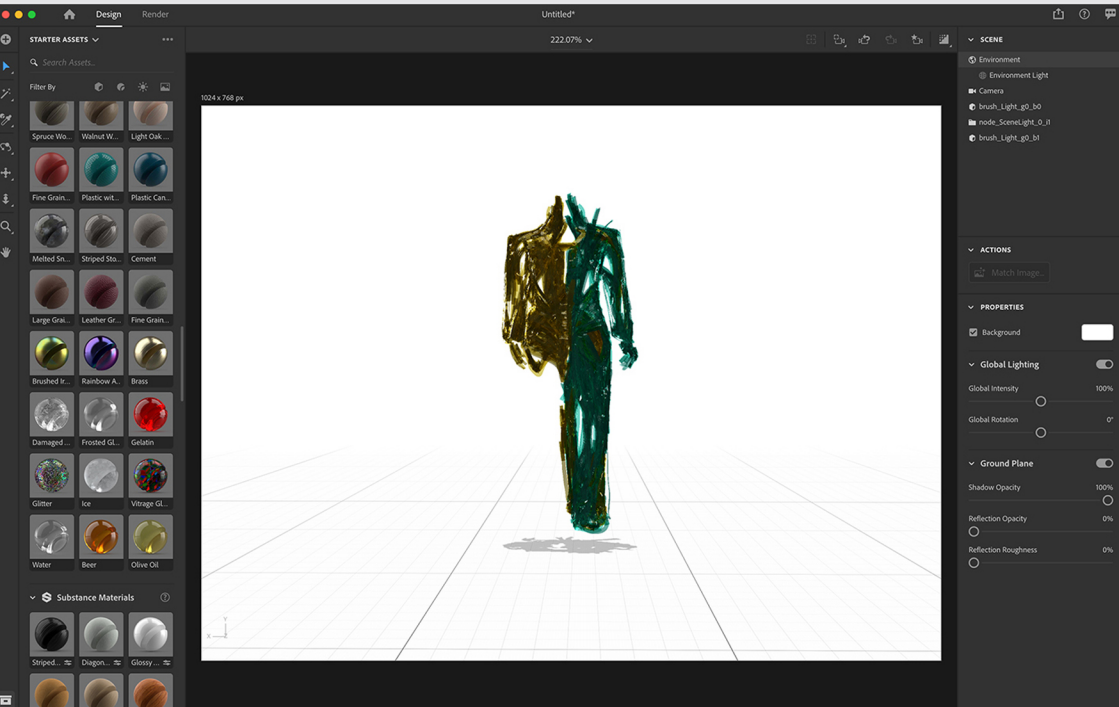 Design
Render
Untitled*
STARTER ASSETS
222.07%
Search Assets..
Filter By
Spruce Wo...
Walnut W...
Light Oak ...
Fine Grain...
Plastic wit...
Plastic Can...
Melted Sn...
Striped Sto...
Cement
Large Grai...
Leather Gr...
Fine Grain...
Brushed Ir...
Rainbow A..
Brass
Damaged ...
Frosted Gl...
Gelatin
Glitter
Ice
Vitrage Gl...
Water
Beer
Olive Oil
Substance Materials
Striped...
Diagon...
Glossy...
1024 x 768 px
Y
X
Z
SCENE
Environment
Environment Light
Camera
brush_Light_g0_b0
node_SceneLight_0_i1
brush_Light_g0_b1
ACTIONS
Match Image..
PROPERTIES
Background
Global Lighting
Global Intensity 100%
Global Rotation 0°
Ground Plane
Shadow Opacity 100%
Reflection Opacity 0%
Reflection Roughness 0%